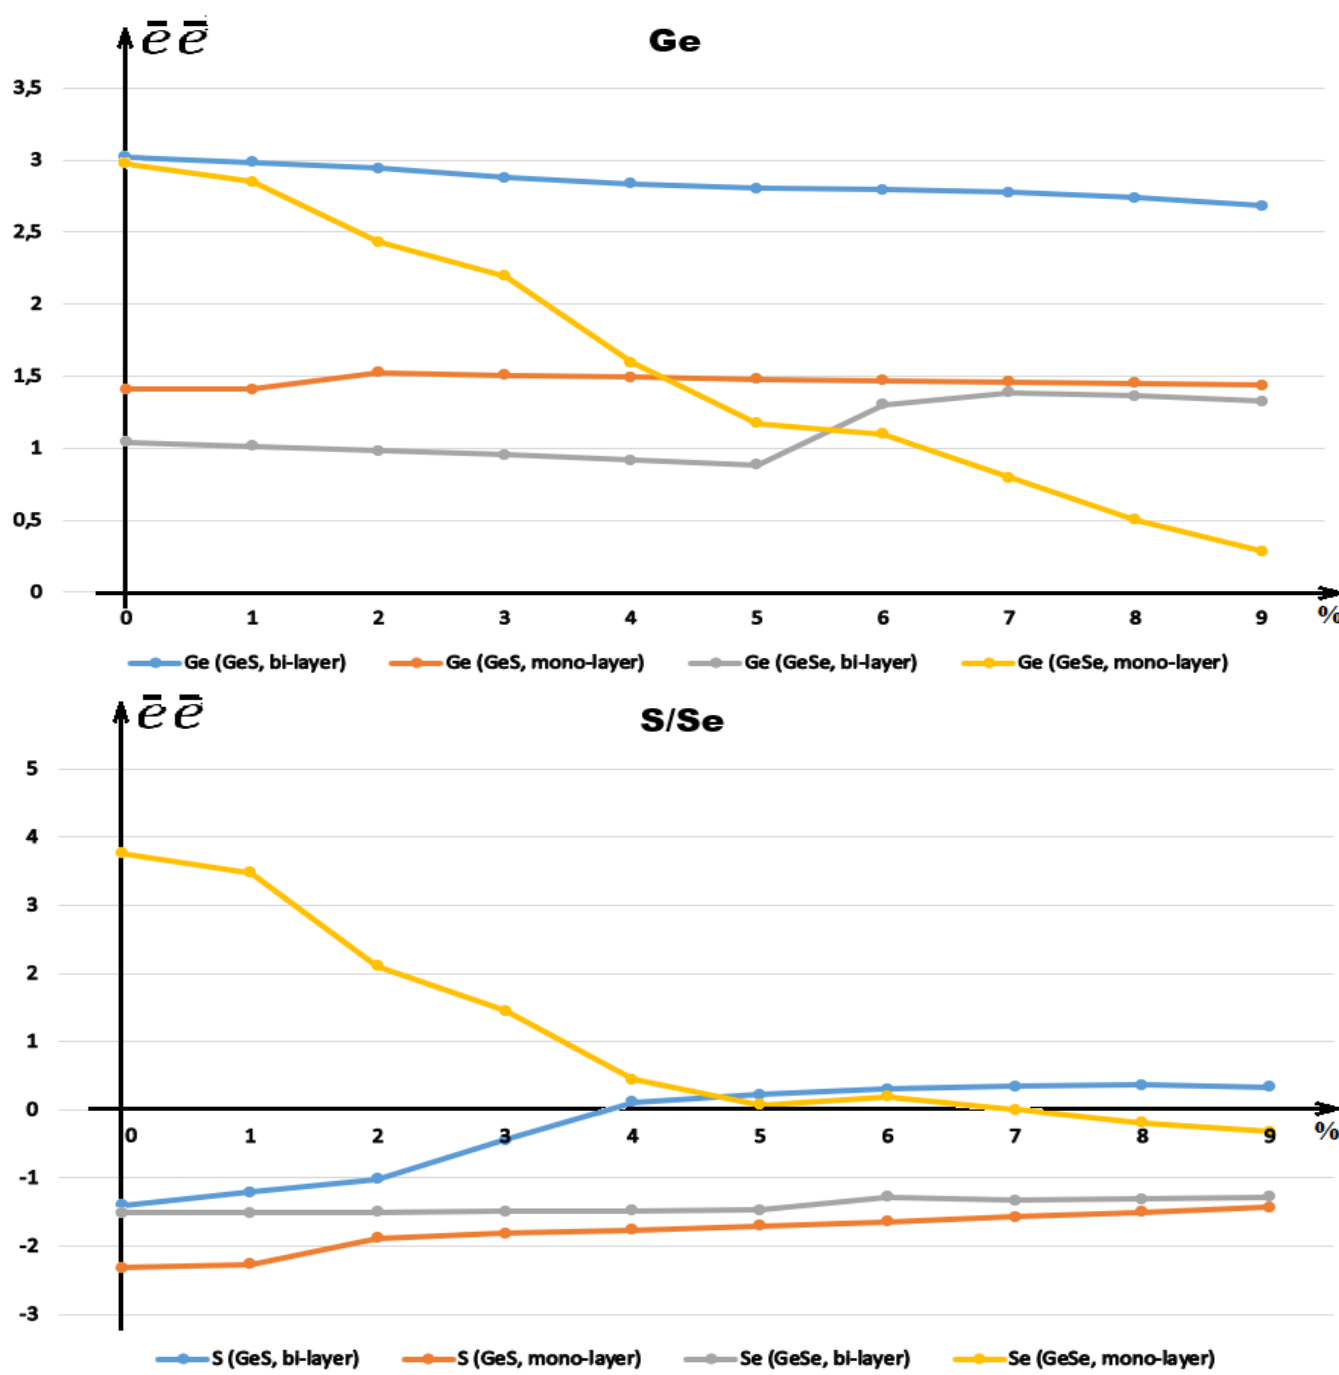 ē ē
Ge
3,5
3
2,5
2
1,5
1
0,5
0
0 1 2 3 4 5 6 7 8 9 %
Ge (GeS, bi-layer) Ge (GeS, mono-layer) Ge (GeSe, bi-layer) Ge (GeSe, mono-layer)
ē ē
S/Se
5
4
3
2
1
0
0 1 2 3 4 5 6 7 8 9 %
-1
-2
-3
S (GeS, bi-layer) S (GeS, mono-layer) Se (GeSe, bi-layer) Se (GeSe, mono-layer)